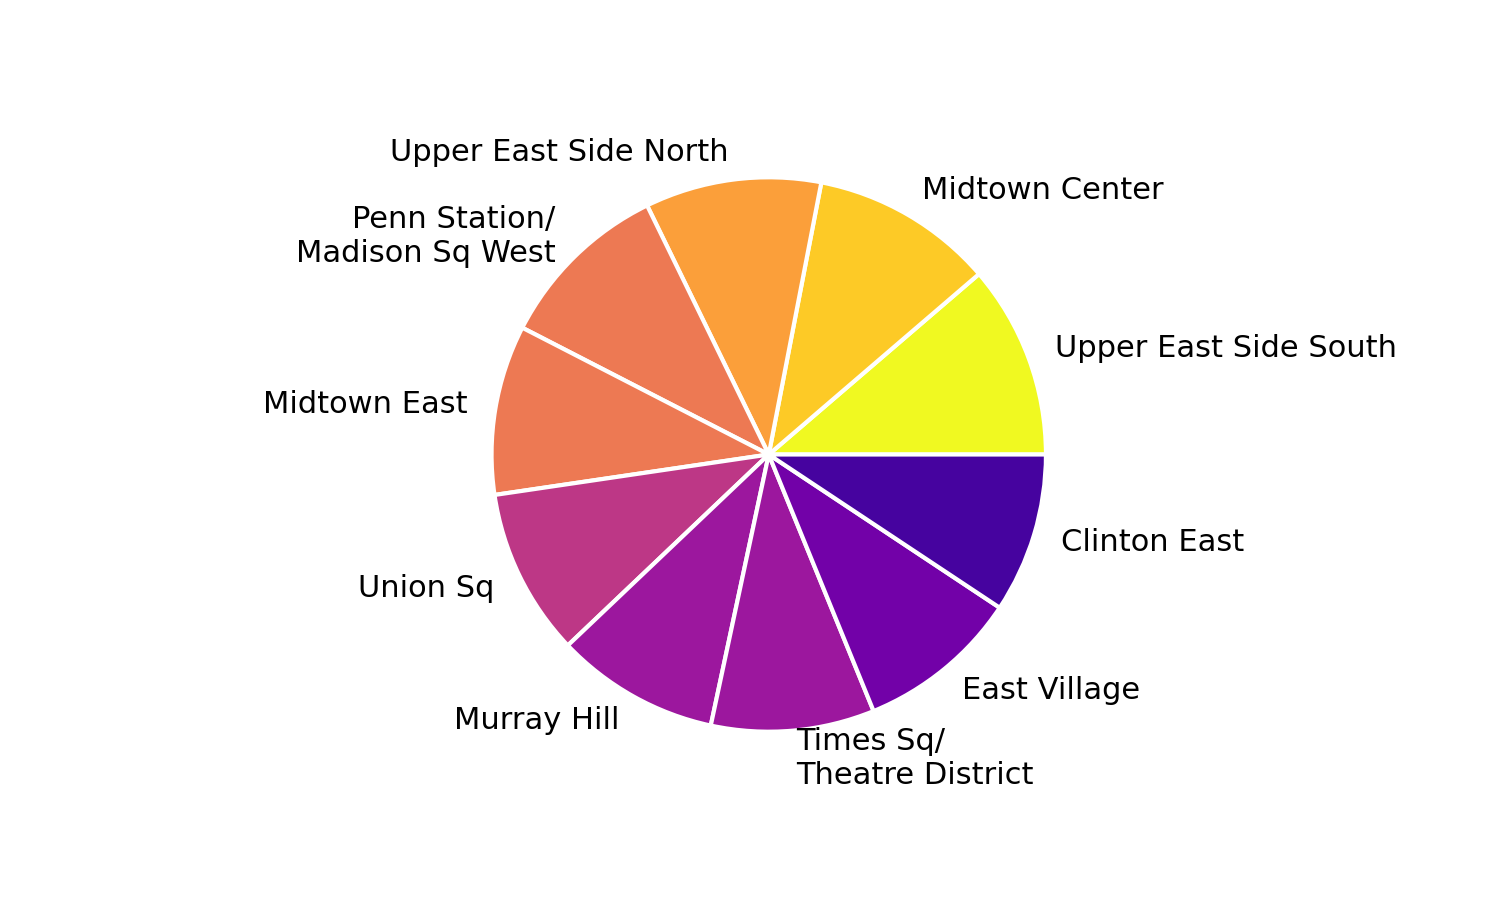 Upper East Side North
Midtown Center
Penn Station/
Madison Sq West
Upper East Side South
Midtown East
Clinton East
Union Sq
East Village
Murray Hill
Times Sq/
Theatre District